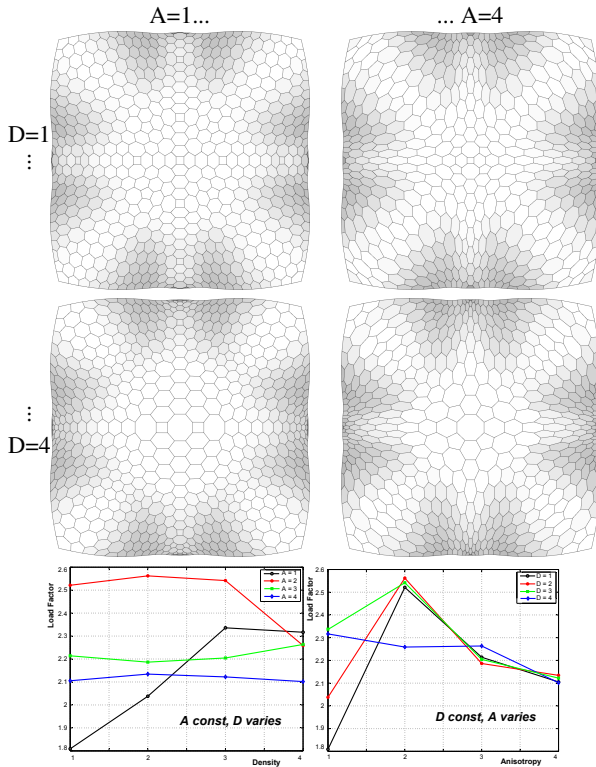 A=1...
... A=4
D=1
...
...
D=4
2.6
2.5
2.4
2.3
2.2
2.1
2
1.9
1.8
Load Factor
A = 1
A = 2
A = 3
A = 4
A const, D varies
1 2 3 4
Density
2.6
2.5
2.4
2.3
2.2
2.1
2
1.9
1.8
Load Factor
D = 1
D = 2
D = 3
D = 4
D const, A varies
1 2 3 4
Anisotropy